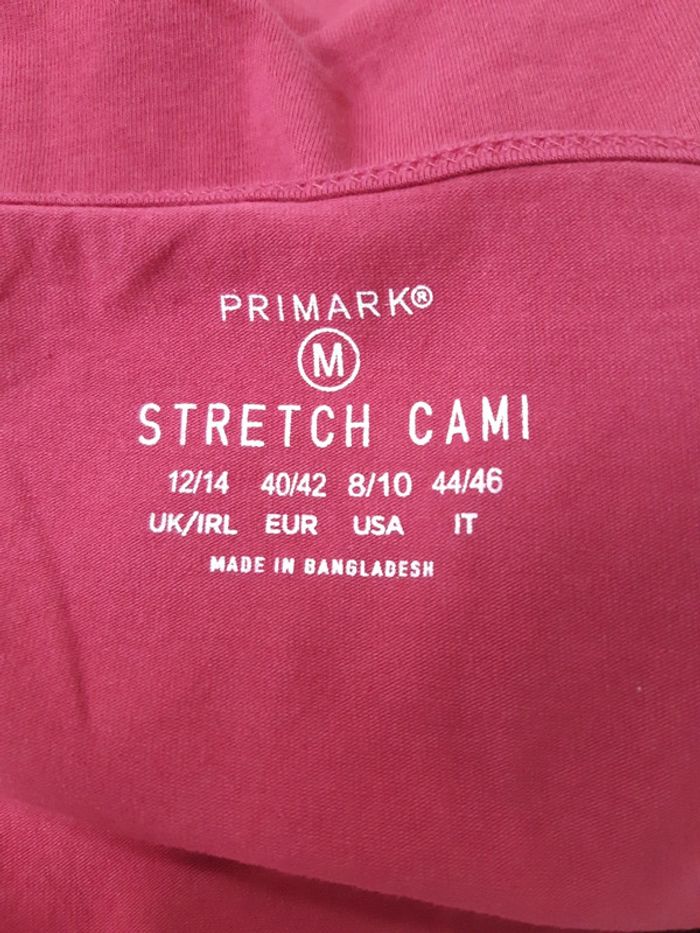 PRIMARK®
M
STRETCH CAMI
12/14 40/42 8/10 44/46
UK/IRL EUR USA IT
MADE IN BANGLADESH